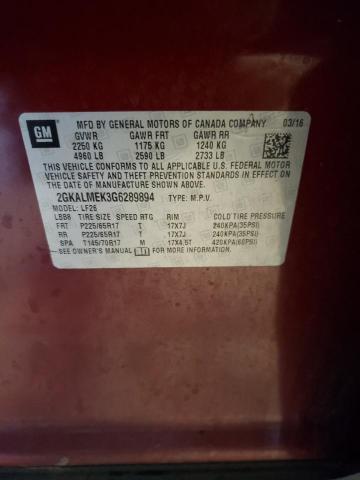 GM
MFD BY GENERAL MOTORS OF CANADA COMPANY 03/16
GVWR GAWR FRT GAWR RR
2250 KG 1175 KG 1240 KG
4960 LB 2590 LB 2733 LB
THIS VEHICLE CONFORMS TO ALL APPLICABLE U.S. FEDERAL MOTOR
VEHICLE SAFETY AND THEFT PREVENTION STANDARDS IN EFFECT ON
THE DATE OF MANUFACTURE SHOWN ABOVE.
2GKALMEK3G6289894 TYPE: M.P.V.
MODEL: LF26
LBB8 TIRE SIZE SPEED RTG RIM COLD TIRE PRESSURE
FRT P225/65R17 T 17X7J 240KPA(35PSI)
RR P225/65R17 T 17X7J 240KPA(35PSI)
SPA T145/70R17 M 17X4.5T 420KPA(60PSI)
SEE OWNER'S MANUAL FOR MORE INFORMATION.